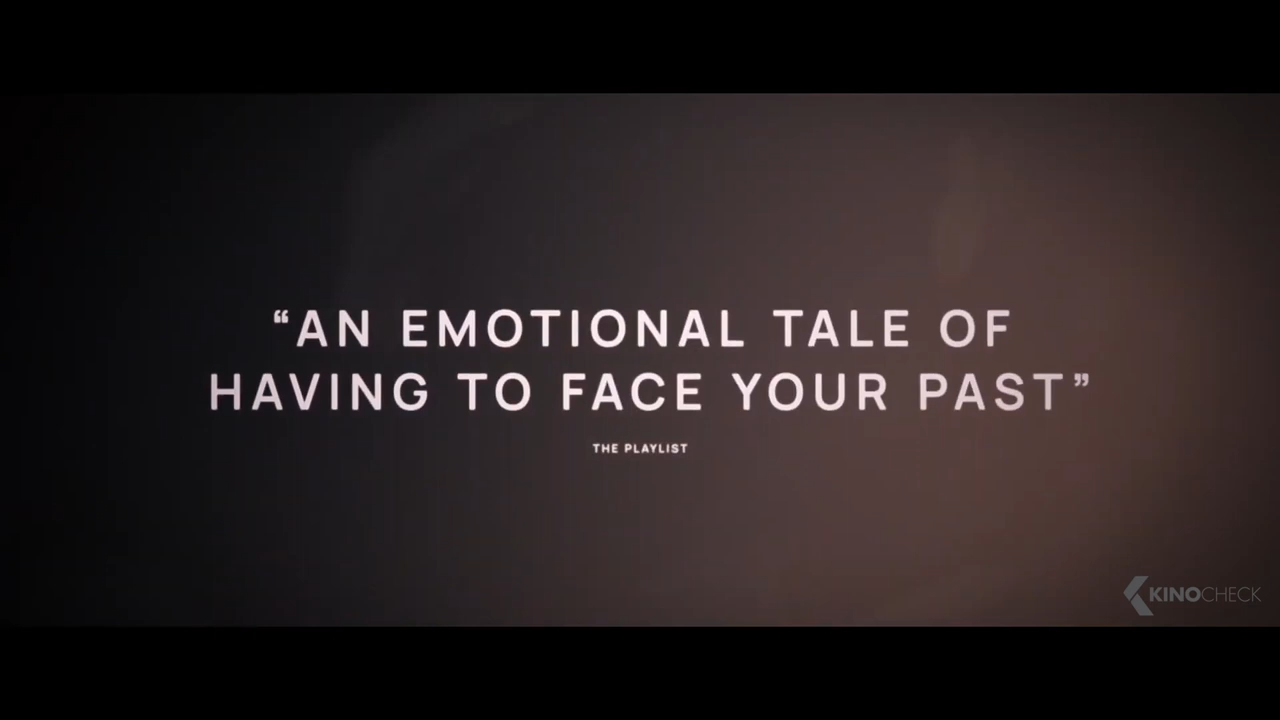 “AN EMOTIONAL TALE OF
HAVING TO FACE YOUR PAST”
THE PLAYLIST
KINOCHECK